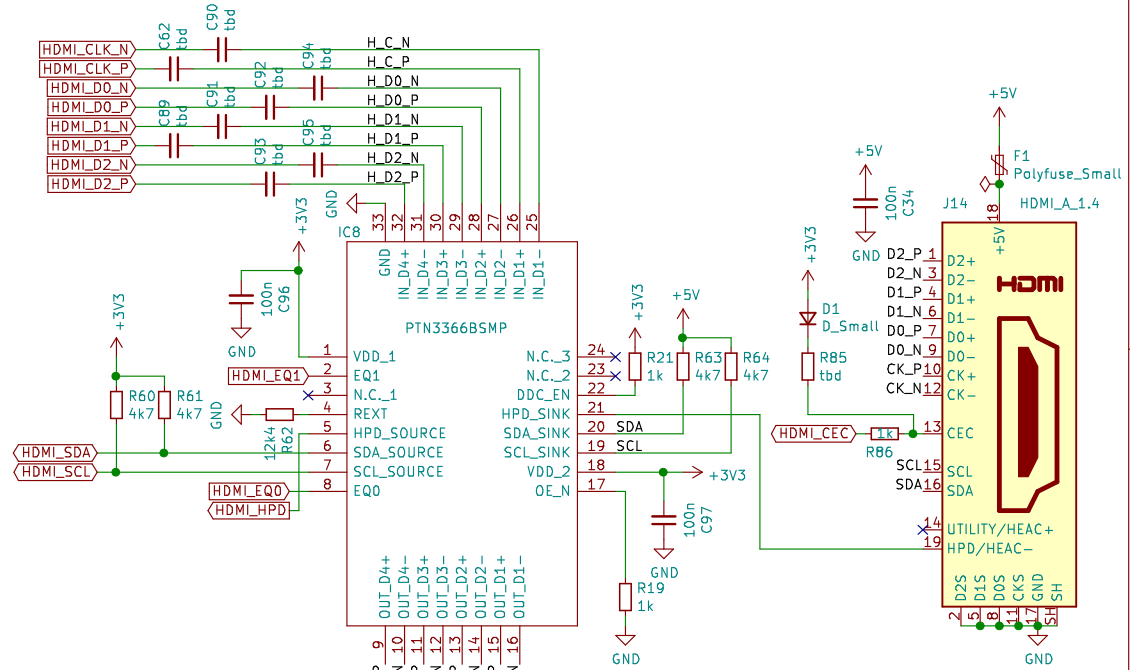 HDMI_CLK_N
HDMI_CLK_P
HDMI_D0_N
HDMI_D0_P
HDMI_D1_N
HDMI_D1_P
HDMI_D2_N
HDMI_D2_P
C62
tbd
C90
tbd
C94
tbd
C92
tbd
C91
tbd
C89
tbd
C95
tbd
C93
tbd
H_C_N
H_C_P
H_D0_N
H_D0_P
H_D1_N
H_D1_P
H_D2_N
H_D2_P
GND
+3V3
IC8
33 32 31 30 29 28 27 26 25
GND IN_D4+ IN_D4- IN_D3+ IN_D3- IN_D2+ IN_D2- IN_D1+ IN_D1-
PTN3366BSMP
100n
C96
GND
+3V3
R60
4k7
R61
4k7
GND
12k4
R62
HDMI_EQ1
HDMI_SDA
HDMI_SCL
HDMI_EQ0
HDMI_HPD
1 VDD_1
2 EQ1
3 N.C._1
4 REXT
5 HPD_SOURCE
6 SDA_SOURCE
7 SCL_SOURCE
8 EQ0
N.C._3 24
N.C._2 23
DDC_EN 22
HPD_SINK 21
SDA_SINK 20
SCL_SINK 19
VDD_2 18
OE_N 17
OUT_D4+ OUT_D4- OUT_D3+ OUT_D3- OUT_D2+ OUT_D2- OUT_D1+ OUT_D1-
9 10 11 12 13 14 15 16
+3V3
R21
1k
+5V
R63
4k7
R64
4k7
SDA
SCL
+3V3
100n
C97
GND
R19
1k
GND
+5V
100n
C34
GND
+3V3
D1
D_Small
R85
tbd
HDMI_CEC
1k
R86
+5V
F1
Polyfuse_Small
J14
HDMI_A_1.4
18
+5V
HDMI
D2_P 1 D2+
D2_N 3 D2-
D1_P 4 D1+
D1_N 6 D1-
D0_P 7 D0+
D0_N 9 D0-
CK_P 10 CK+
CK_N 12 CK-
13 CEC
SCL 15 SCL
SDA 16 SDA
14 UTILITY/HEAC+
19 HPD/HEAC-
D2S D1S D0S CKS GND SH
2 5 8 11 17 SH
GND